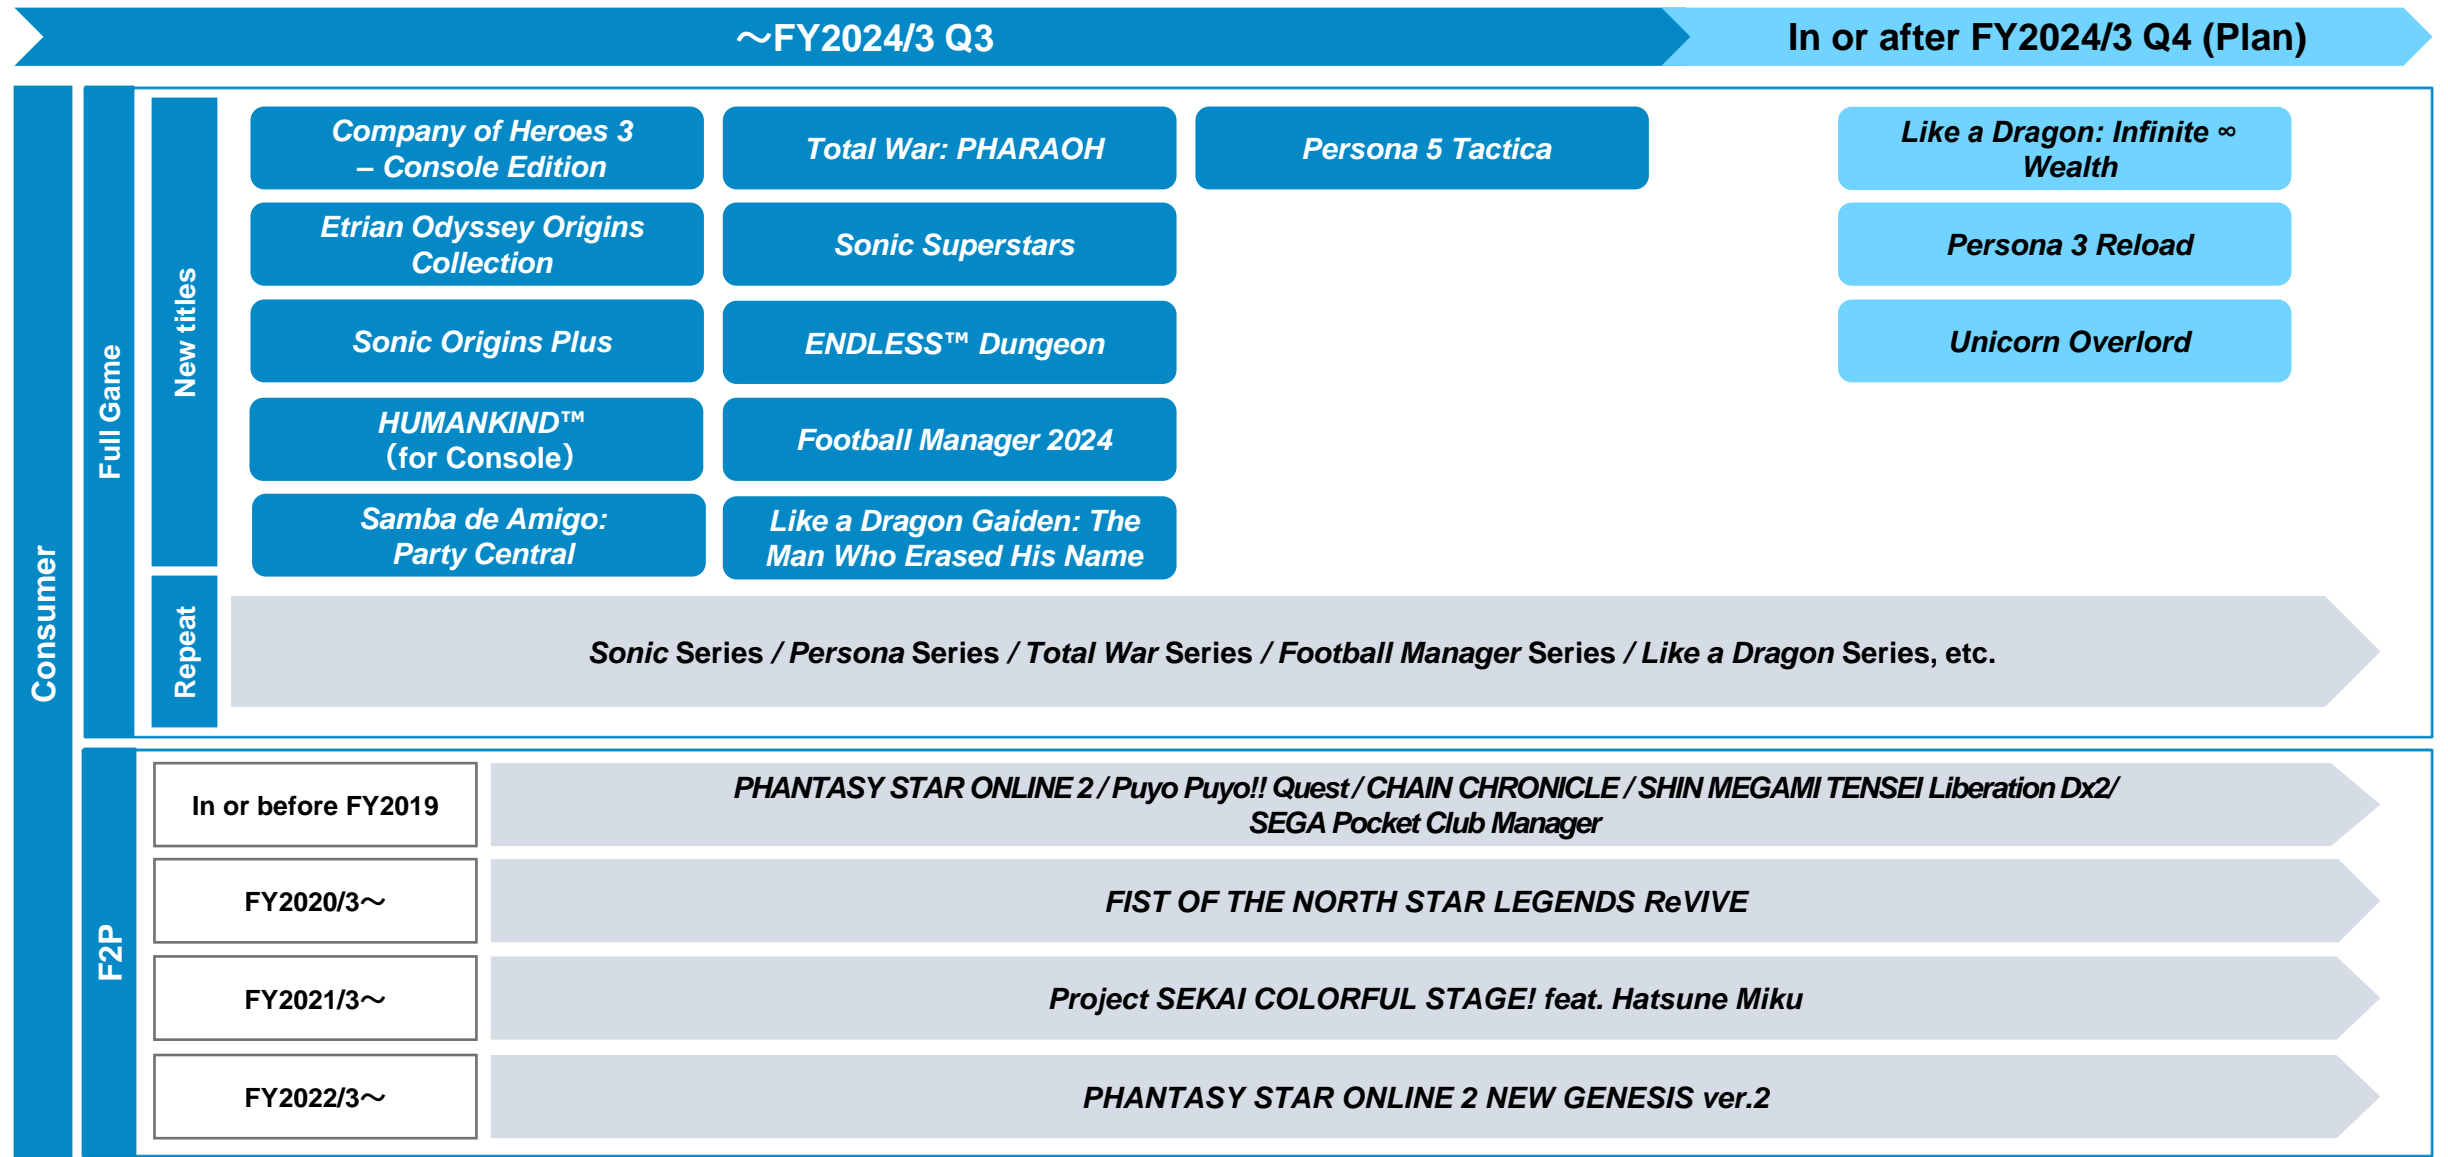 ～FY2024/3 Q3
In or after FY2024/3 Q4 (Plan)
Consumer
Full Game
New titles
Company of Heroes 3
– Console Edition
Etrian Odyssey Origins
Collection
Sonic Origins Plus
HUMANKIND™
（for Console）
Samba de Amigo:
Party Central
Total War: PHARAOH
Sonic Superstars
ENDLESS™ Dungeon
Football Manager 2024
Like a Dragon Gaiden: The
Man Who Erased His Name
Persona 5 Tactica
Like a Dragon: Infinite ∞
Wealth
Persona 3 Reload
Unicorn Overlord
Repeat
Sonic Series / Persona Series / Total War Series / Football Manager Series / Like a Dragon Series, etc.
F2P
In or before FY2019
PHANTASY STAR ONLINE 2 / Puyo Puyo!! Quest / CHAIN CHRONICLE / SHIN MEGAMI TENSEI Liberation Dx2/
SEGA Pocket Club Manager
FY2020/3～
FIST OF THE NORTH STAR LEGENDS ReVIVE
FY2021/3～
Project SEKAI COLORFUL STAGE! feat. Hatsune Miku
FY2022/3～
PHANTASY STAR ONLINE 2 NEW GENESIS ver.2